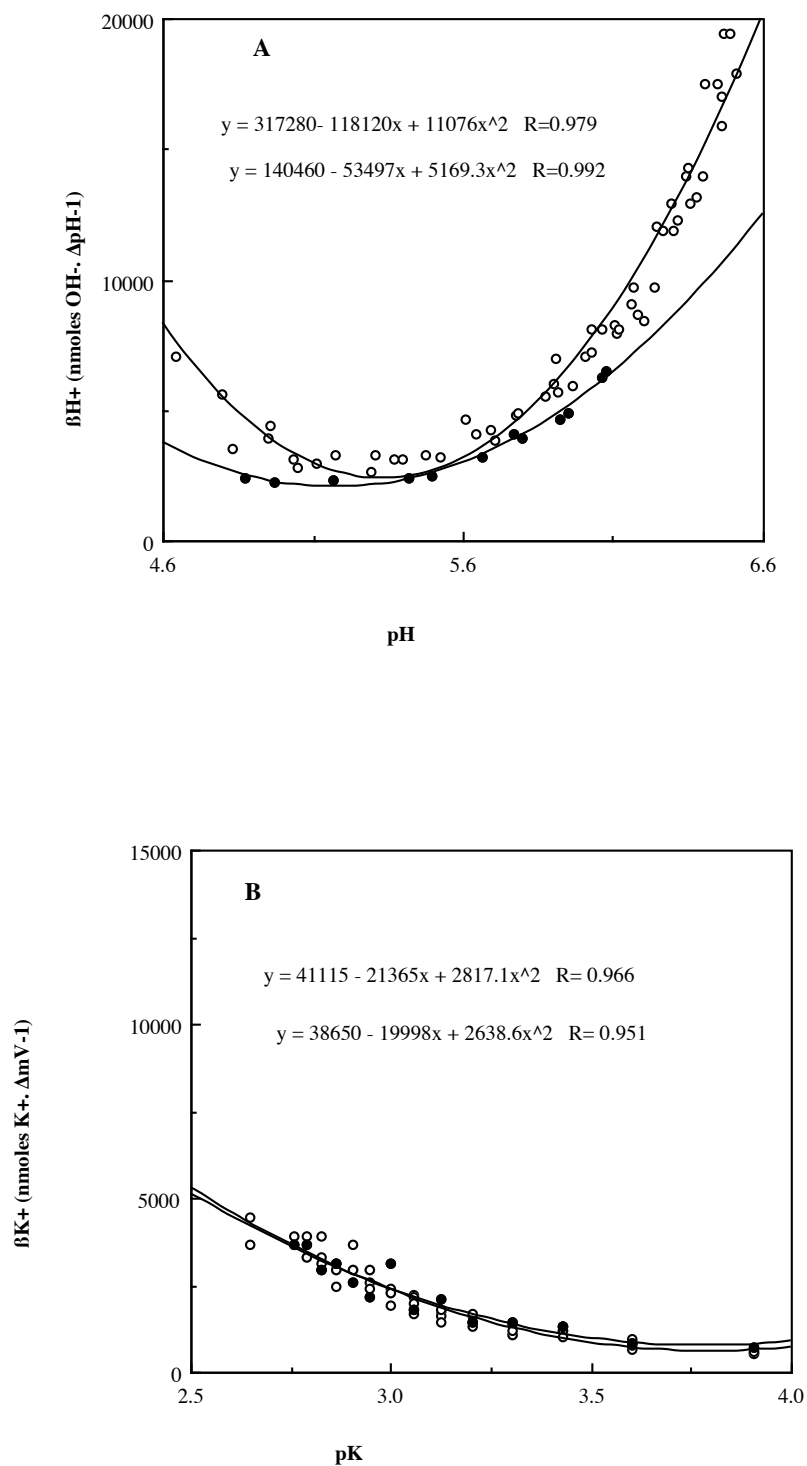 20000
A
y = 317280- 118120x + 11076x^2 R=0.979
y = 140460 - 53497x + 5169.3x^2 R=0.992
ßH+ (nmoles OH-. ΔpH-1)
10000
0
4.6
5.6
6.6
pH
15000
B
y = 41115 - 21365x + 2817.1x^2 R= 0.966
y = 38650 - 19998x + 2638.6x^2 R= 0.951
10000
ßK+ (nmoles K+. ΔmV-1)
5000
0
2.5
3.0
3.5
4.0
pK